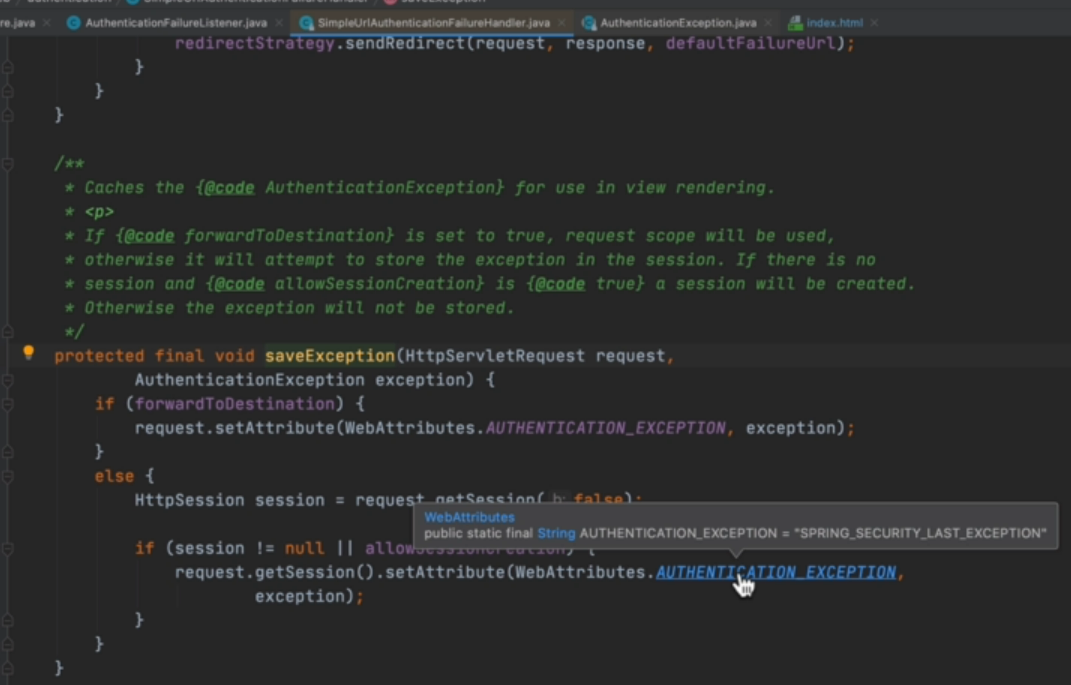 authentication SimpleUrlAuthenticationFailureHandler saveException
re.java AuthenticationFailureListener.java SimpleUrlAuthenticationFailureHandler.java AuthenticationException.java index.html
redirectStrategy.sendRedirect(request, response, defaultFailureUrl);
}
}
}
/**
* Caches the {@code AuthenticationException} for use in view rendering.
* <p>
* If {@code forwardToDestination} is set to true, request scope will be used,
* otherwise it will attempt to store the exception in the session. If there is no
* session and {@code allowSessionCreation} is {@code true} a session will be created.
* Otherwise the exception will not be stored.
*/
protected final void saveException(HttpServletRequest request,
AuthenticationException exception) {
if (forwardToDestination) {
request.setAttribute(WebAttributes.AUTHENTICATION_EXCEPTION, exception);
}
else {
HttpSession session = request.getSession( b: false);
WebAttributes
public static final String AUTHENTICATION_EXCEPTION = "SPRING_SECURITY_LAST_EXCEPTION"
if (session != null || allowSessionCreation) {
request.getSession().setAttribute(WebAttributes.AUTHENTICATION_EXCEPTION,
exception);
}
}
}